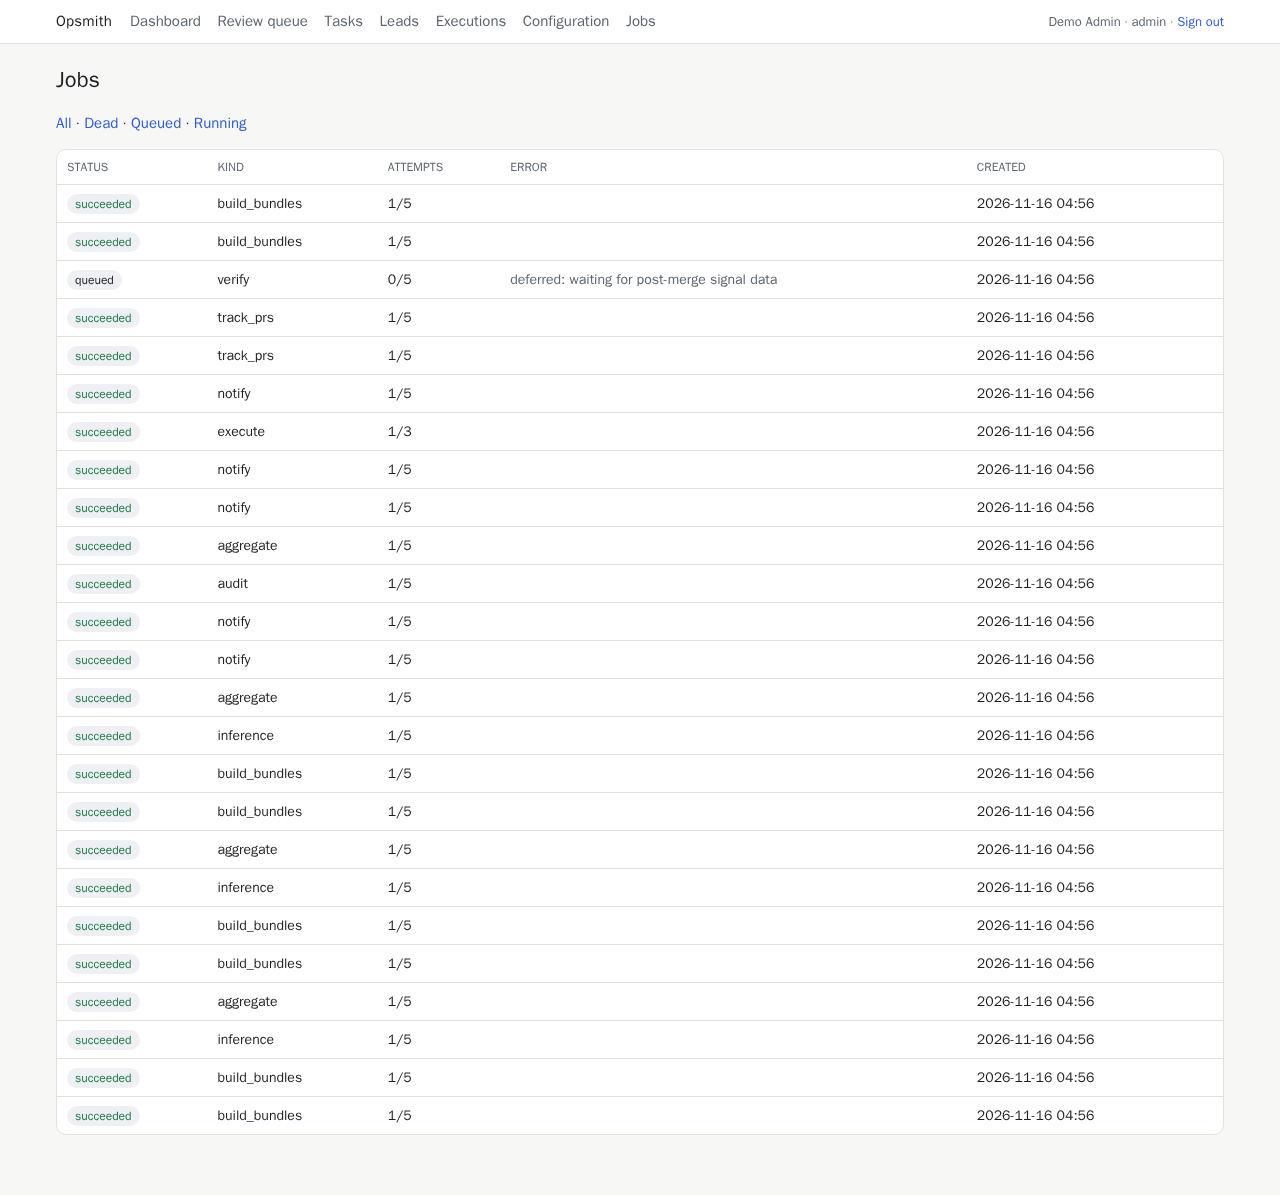 Opsmith Dashboard Review queue Tasks Leads Executions Configuration Jobs Demo Admin · admin · Sign out
Jobs
All · Dead · Queued · Running
STATUS KIND ATTEMPTS ERROR CREATED
succeeded build_bundles 1/5 2026-11-16 04:56
succeeded build_bundles 1/5 2026-11-16 04:56
queued verify 0/5 deferred: waiting for post-merge signal data 2026-11-16 04:56
succeeded track_prs 1/5 2026-11-16 04:56
succeeded track_prs 1/5 2026-11-16 04:56
succeeded notify 1/5 2026-11-16 04:56
succeeded execute 1/3 2026-11-16 04:56
succeeded notify 1/5 2026-11-16 04:56
succeeded notify 1/5 2026-11-16 04:56
succeeded aggregate 1/5 2026-11-16 04:56
succeeded audit 1/5 2026-11-16 04:56
succeeded notify 1/5 2026-11-16 04:56
succeeded notify 1/5 2026-11-16 04:56
succeeded aggregate 1/5 2026-11-16 04:56
succeeded inference 1/5 2026-11-16 04:56
succeeded build_bundles 1/5 2026-11-16 04:56
succeeded build_bundles 1/5 2026-11-16 04:56
succeeded aggregate 1/5 2026-11-16 04:56
succeeded inference 1/5 2026-11-16 04:56
succeeded build_bundles 1/5 2026-11-16 04:56
succeeded build_bundles 1/5 2026-11-16 04:56
succeeded aggregate 1/5 2026-11-16 04:56
succeeded inference 1/5 2026-11-16 04:56
succeeded build_bundles 1/5 2026-11-16 04:56
succeeded build_bundles 1/5 2026-11-16 04:56